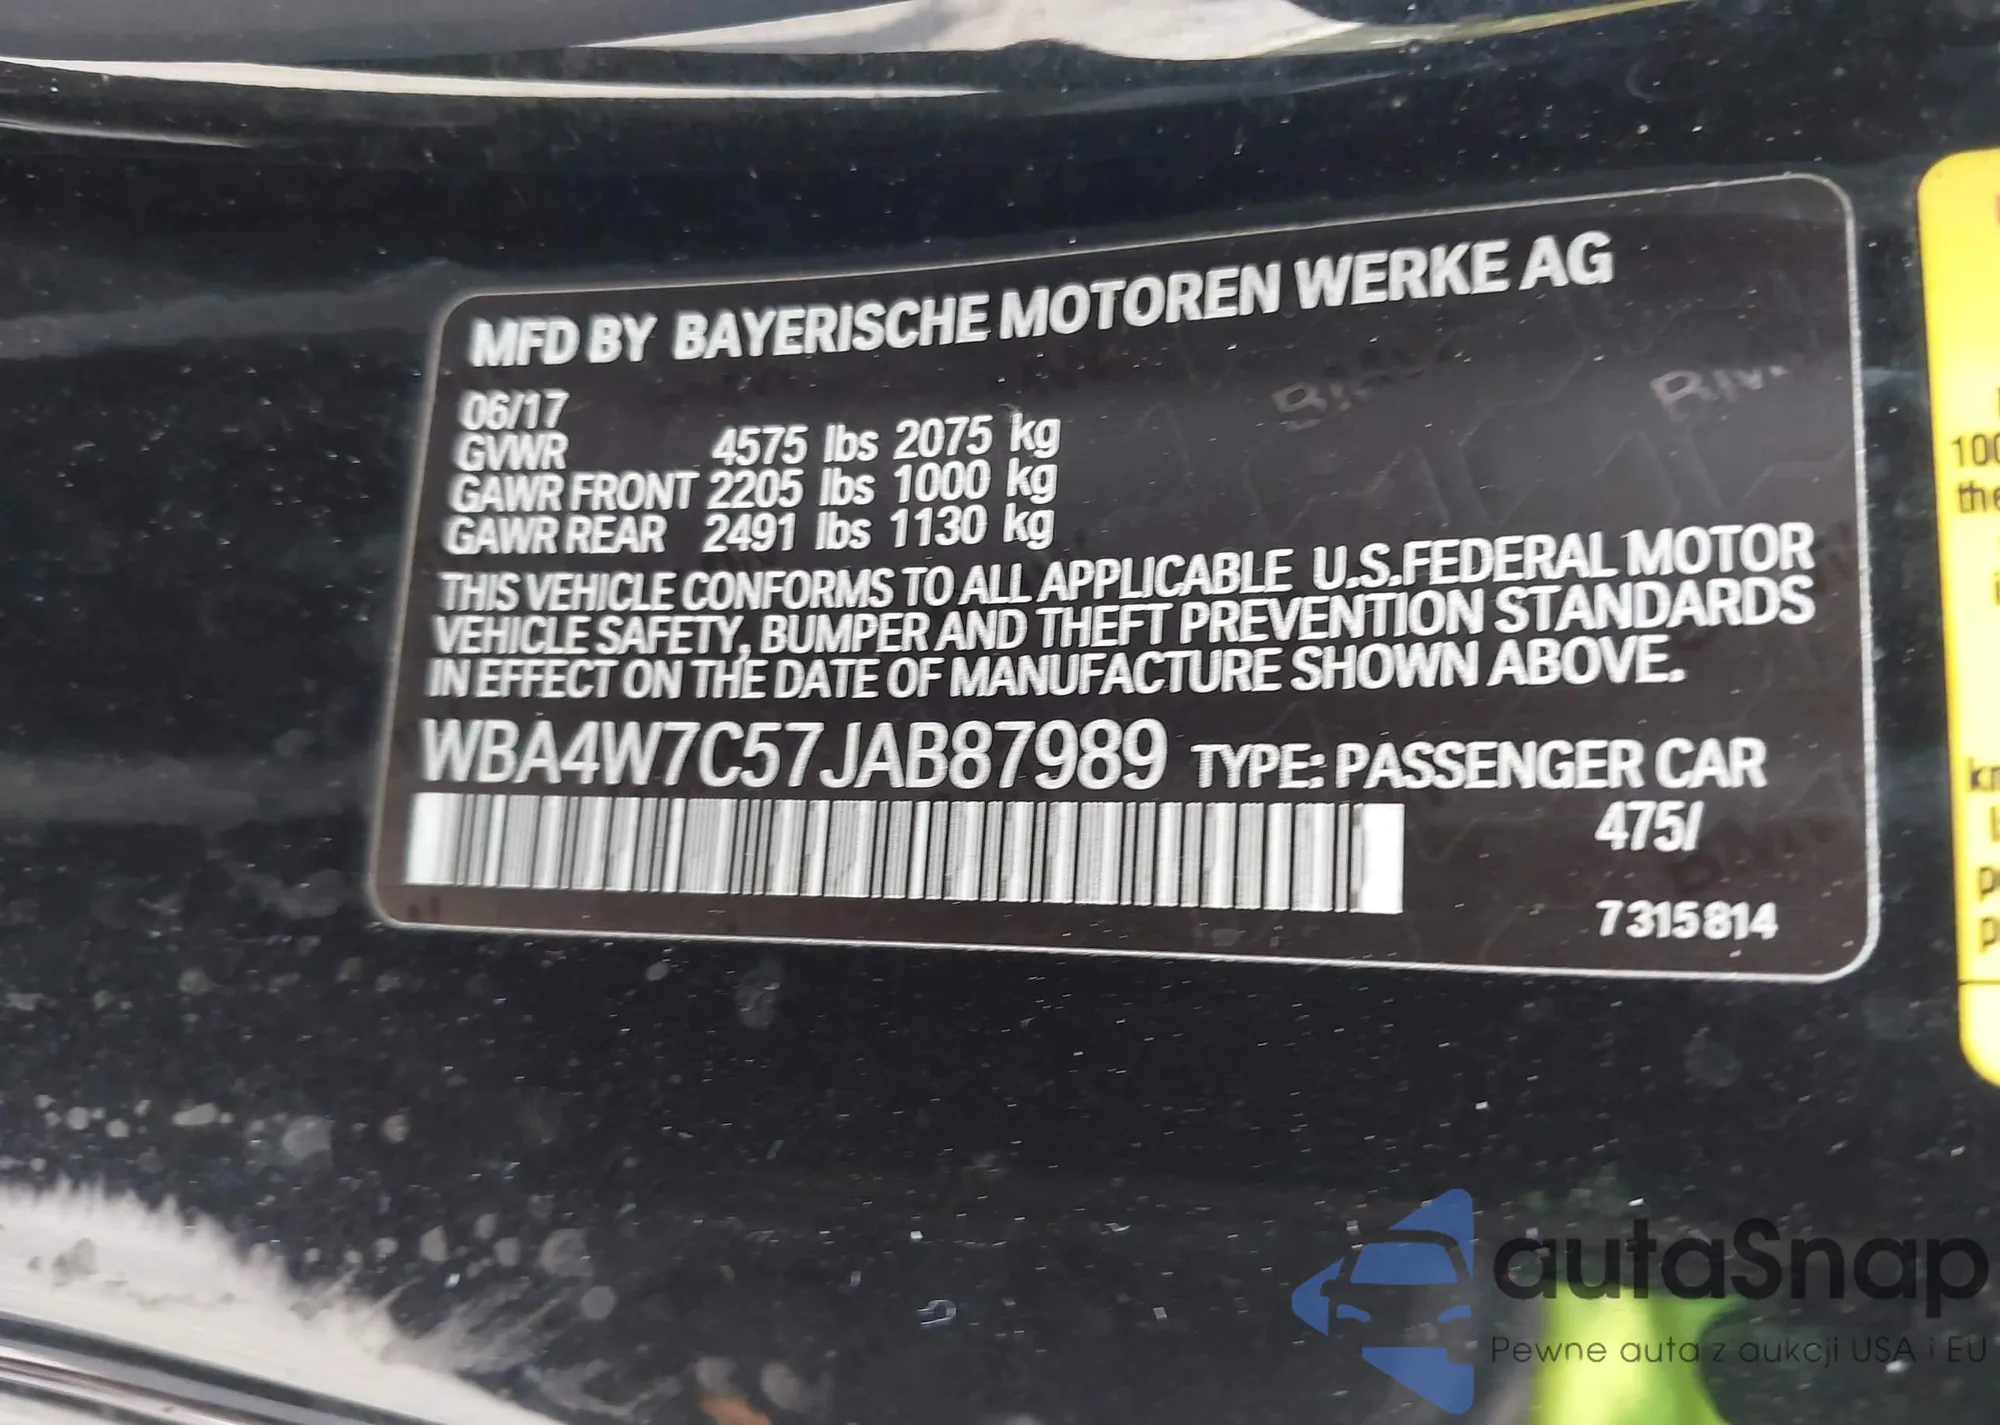 MFD BY BAYERISCHE MOTOREN WERKE AG
06/17
GVWR 4575 lbs 2075 kg
GAWR FRONT 2205 lbs 1000 kg
GAWR REAR 2491 lbs 1130 kg
THIS VEHICLE CONFORMS TO ALL APPLICABLE U.S.FEDERAL MOTOR
VEHICLE SAFETY, BUMPER AND THEFT PREVENTION STANDARDS
IN EFFECT ON THE DATE OF MANUFACTURE SHOWN ABOVE.
WBA4W7C57JAB87989 TYPE: PASSENGER CAR
475/
7315814
100
the
autaSnap
Pewne auta z aukcji USA i EU